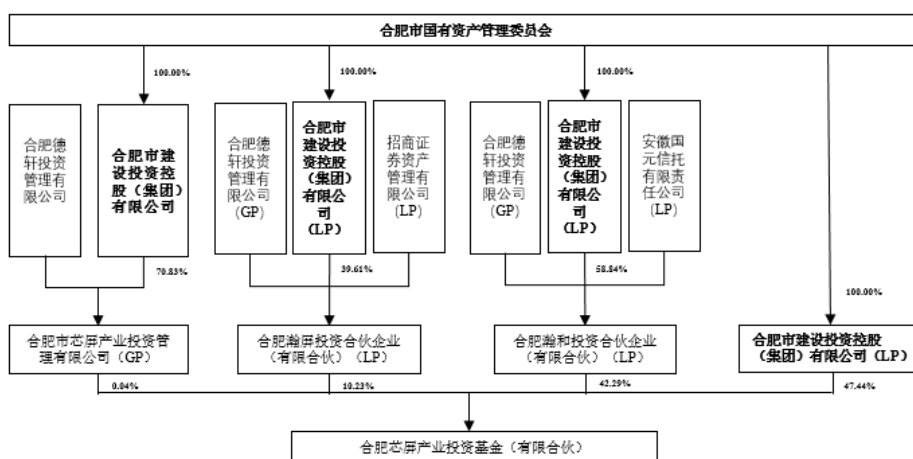 合肥市国有资产管理委员会
100.00%
100.00%
100.00%
合肥德
轩投资
管理有
限公司
合肥市建
设投资控
股（集团）
有限公司
合肥德
轩投资
管理有
限公司
(GP)
合肥市
建设投
资控股
（集团）
有限公
司
(LP）
招商证
券资产
管理有
限公司
(LP)
合肥德
轩投资
管理有
限公司
(GP)
合肥市
建设投
资控股
（集团）
有限公
司
(LP）
安徽国
元信托
有限责
任公司
(LP)
70.83%
39.61%
58.84%
100.00%
合肥市芯屏产业投资管
理有限公司（GP）
合肥瀚屏投资合伙企业
（有限合伙）（LP）
合肥瀚和投资合伙企业
（有限合伙）（LP）
合肥市建设投资控股
（集团）有限公司（LP）
0.04%
10.23%
42.29%
47.44%
合肥芯屏产业投资基金（有限合伙）